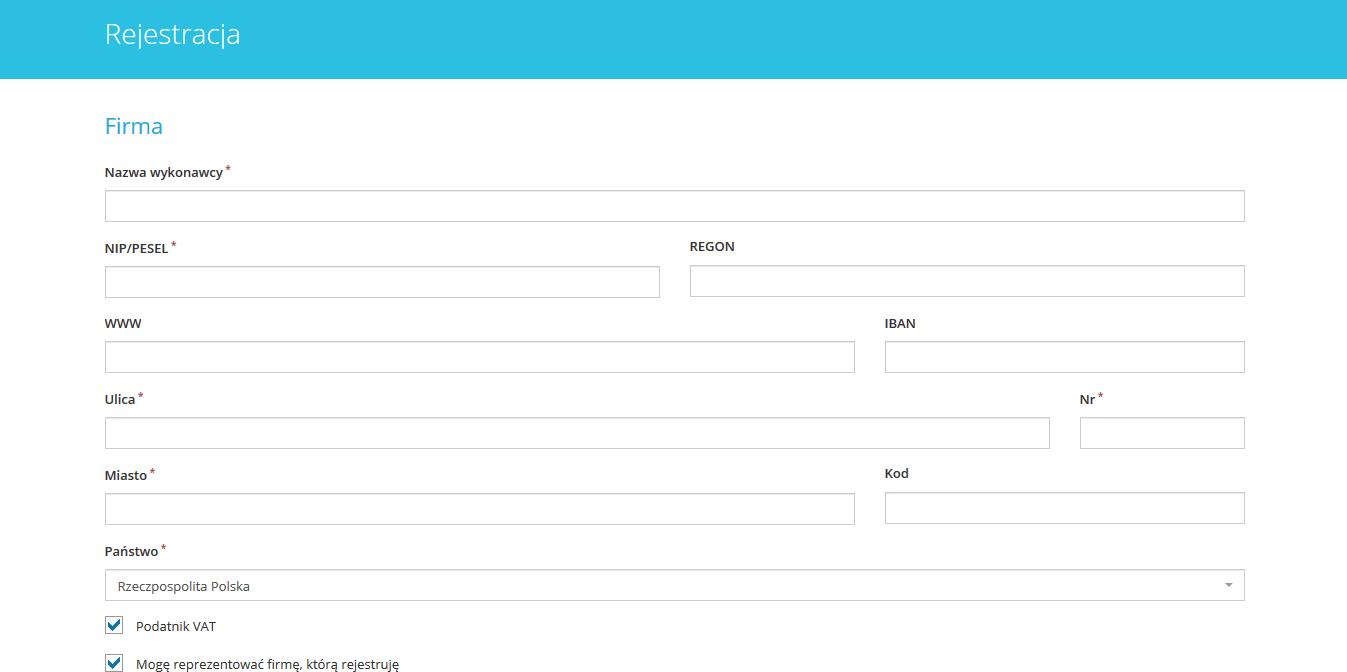 Rejestracja
Firma
Nazwa wykonawcy *
NIP/PESEL * REGON
WWW IBAN
Ulica * Nr *
Miasto * Kod
Państwo *
Rzeczpospolita Polska
Podatnik VAT
Mogę reprezentować firmę, którą rejestruję